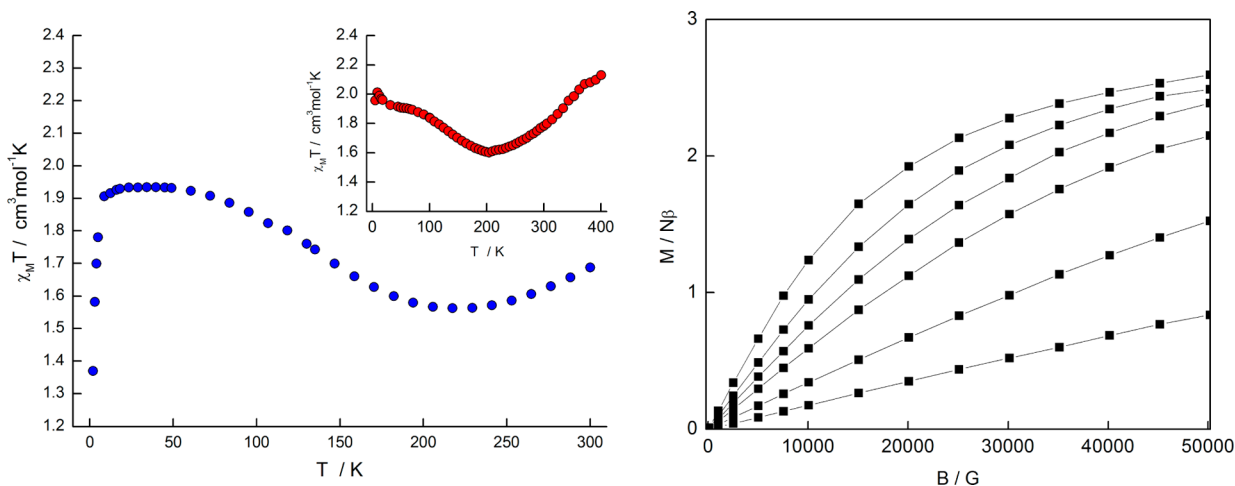 2.4
2.3
2.2
2.1
2.0
1.9
1.8
1.7
1.6
1.5
1.4
1.3
1.2
χMT / cm³mol⁻¹K
0 50 100 150 200 250 300
T / K
2.4
2.2
2.0
1.8
1.6
1.4
1.2
χMT / cm³mol⁻¹K
0 100 200 300 400
T / K
3
2
1
0
M / Nβ
0 10000 20000 30000 40000 50000
B / G